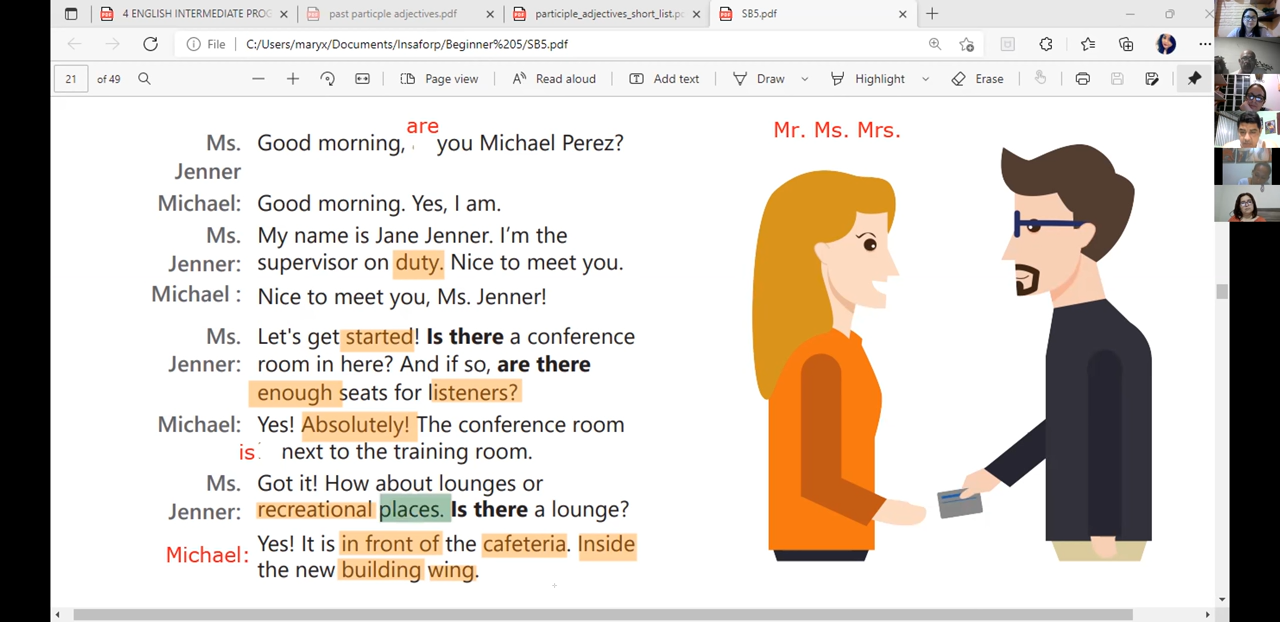 4 ENGLISH INTERMEDIATE PROG
past particple adjectives.pdf
participle_adjectives_short_list.pd
SB5.pdf
File
C:/Users/maryx/Documents/Insaforp/Beginner%205/SB5.pdf
21 of 49
Page view
Read aloud
Add text
Draw
Highlight
Erase
are
Mr. Ms. Mrs.
Ms. Good morning, you Michael Perez?
Jenner
Michael: Good morning. Yes, I am.
Ms. My name is Jane Jenner. I'm the
Jenner: supervisor on duty. Nice to meet you.
Michael : Nice to meet you, Ms. Jenner!
Ms. Let's get started! Is there a conference
Jenner: room in here? And if so, are there
enough seats for listeners?
Michael: Yes! Absolutely! The conference room
is next to the training room.
Ms. Got it! How about lounges or
Jenner: recreational places. Is there a lounge?
Michael: Yes! It is in front of the cafeteria. Inside
the new building wing.